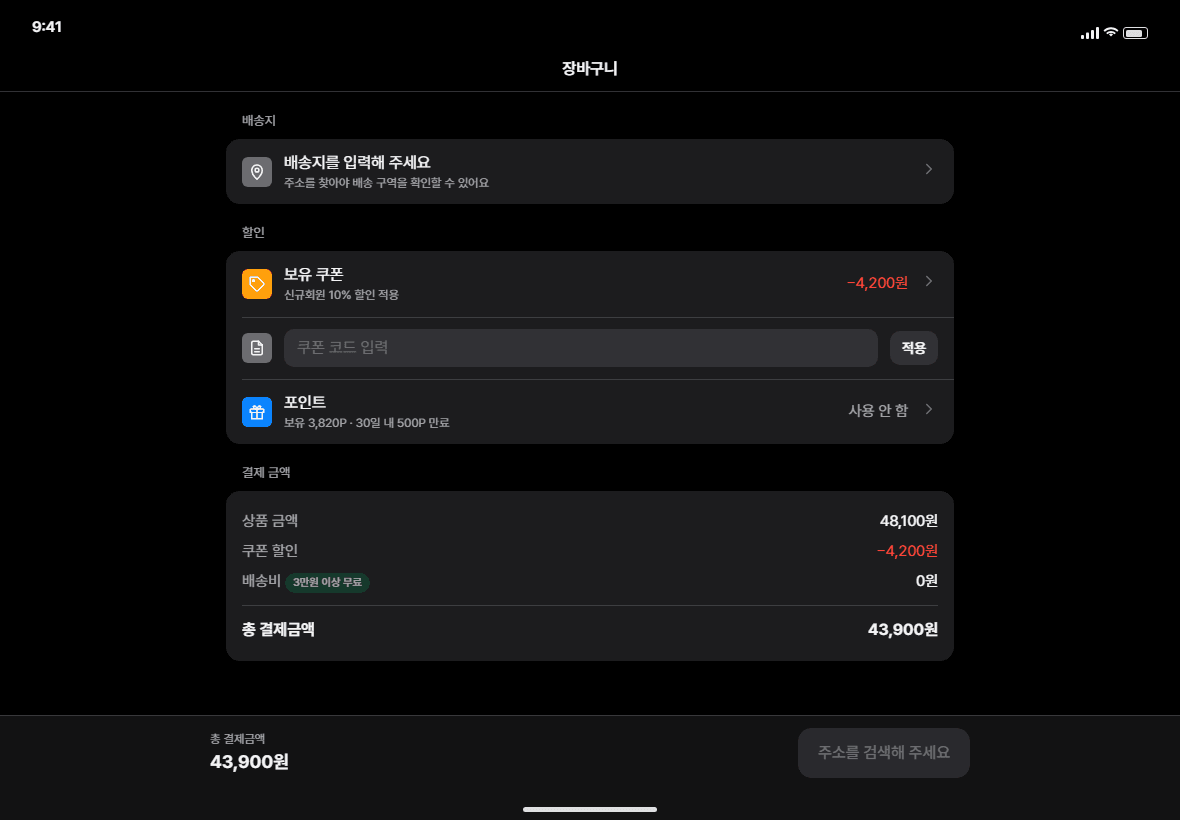 9:41
장바구니
배송지
배송지를 입력해 주세요
주소를 찾아야 배송 구역을 확인할 수 있어요
할인
보유 쿠폰
신규회원 10% 할인 적용
−4,200원
쿠폰 코드 입력
적용
포인트
보유 3,820P · 30일 내 500P 만료
사용 안 함
결제 금액
상품 금액 48,100원
쿠폰 할인 −4,200원
배송비 3만원 이상 무료 0원
총 결제금액 43,900원
총 결제금액
43,900원
주소를 검색해 주세요